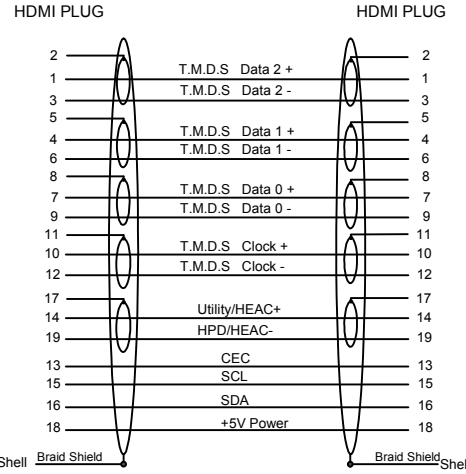 HDMI PLUG HDMI PLUG
2 2
1 T.M.D.S Data 2 + 1
3 T.M.D.S Data 2 - 3
5 5
4 T.M.D.S Data 1 + 4
6 T.M.D.S Data 1 - 6
8 8
7 T.M.D.S Data 0 + 7
9 T.M.D.S Data 0 - 9
11 11
10 T.M.D.S Clock + 10
12 T.M.D.S Clock - 12
17 17
14 Utility/HEAC+ 14
19 HPD/HEAC- 19
13 CEC 13
15 SCL 15
16 SDA 16
18 +5V Power 18
Shell Braid Shield Braid Shield Shell